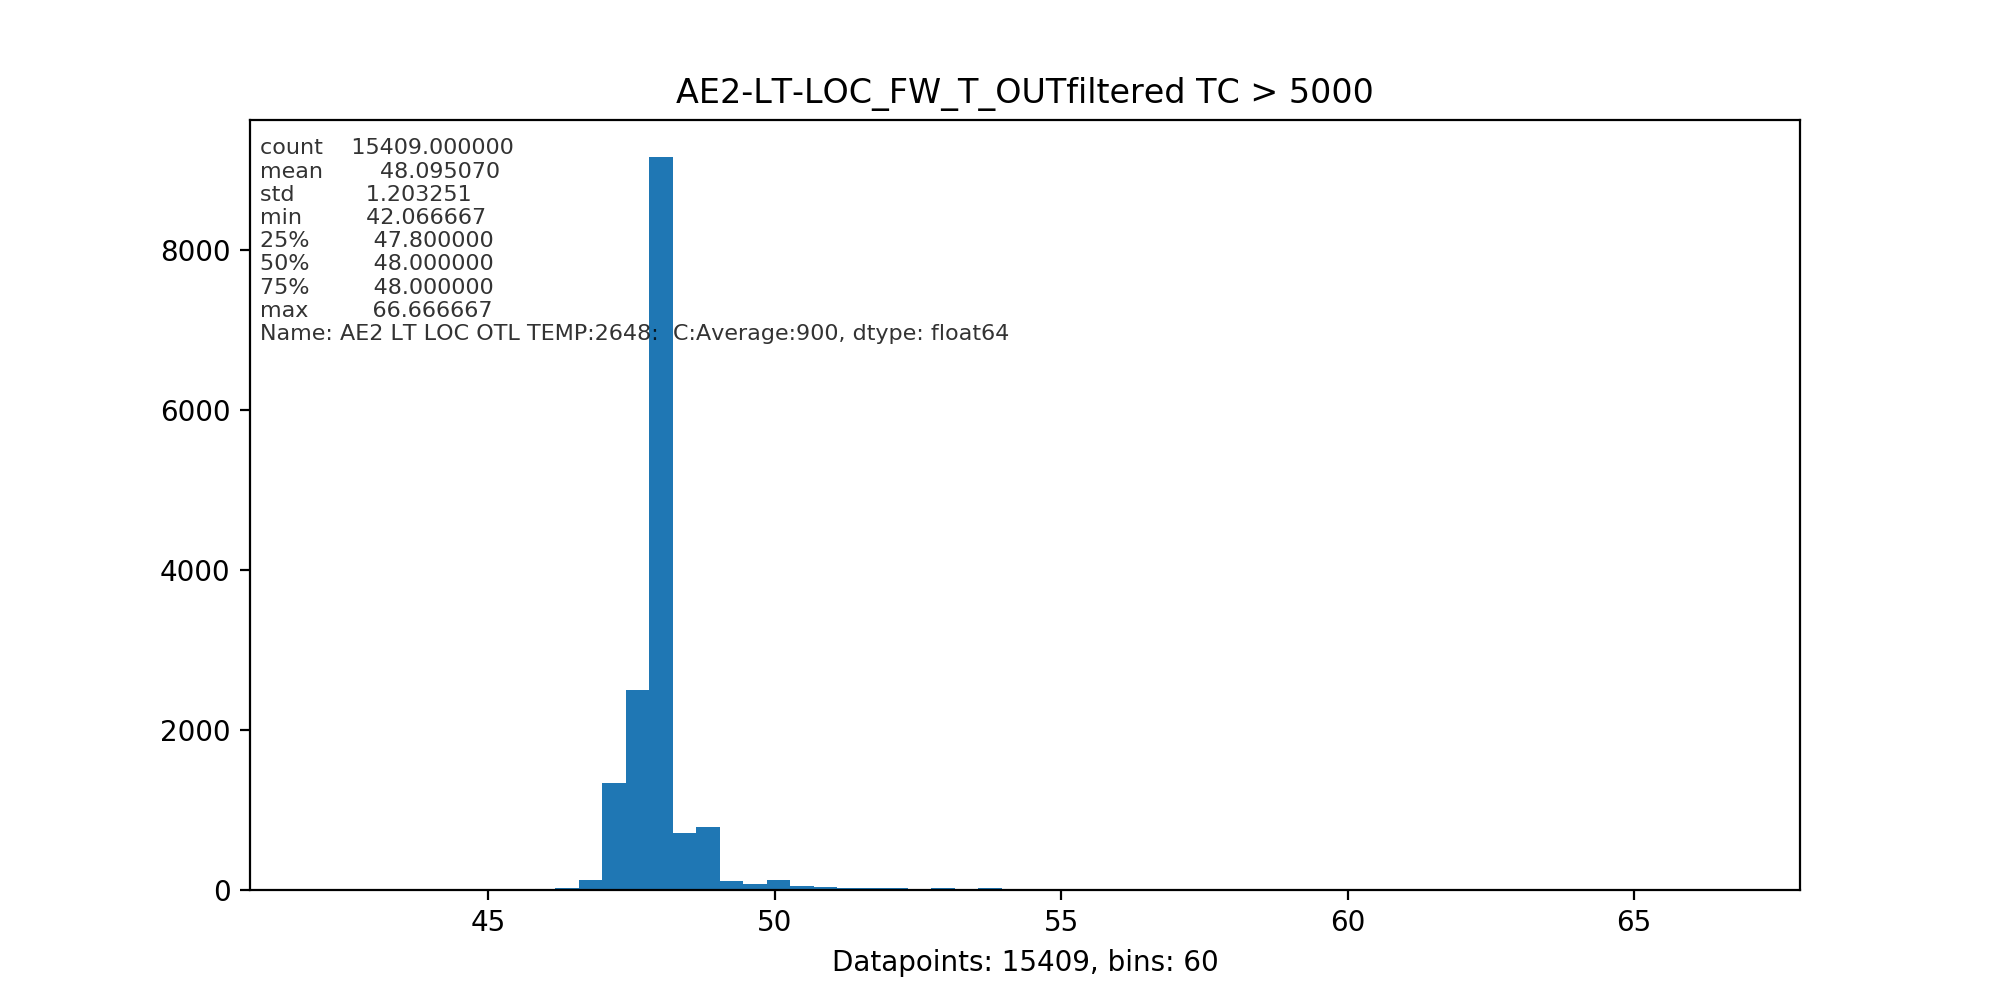 AE2-LT-LOC_FW_T_OUTfiltered TC > 5000
count 15409.000000
mean 48.095070
std 1.203251
min 42.066667
25% 47.800000
50% 48.000000
75% 48.000000
max 66.666667
Name: AE2 LT LOC OTL TEMP:2648: C:Average:900, dtype: float64
8000
6000
4000
2000
0
45 50 55 60 65
Datapoints: 15409, bins: 60